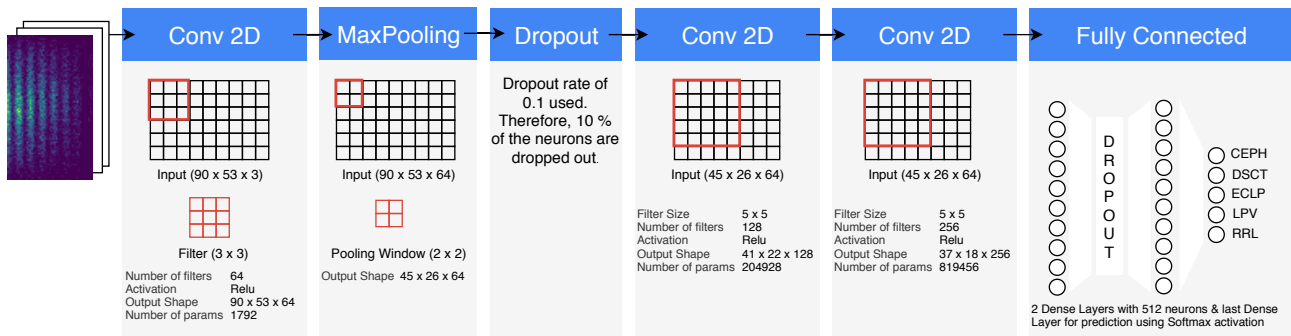 Conv 2D
MaxPooling
Dropout
Conv 2D
Conv 2D
Fully Connected
Input (90 x 53 x 3)
Filter (3 x 3)
Number of filters 64
Activation Relu
Output Shape 90 x 53 x 64
Number of params 1792
Input (90 x 53 x 64)
Pooling Window (2 x 2)
Output Shape 45 x 26 x 64
Dropout rate of
0.1 used.
Therefore, 10 %
of the neurons are
dropped out.
Input (45 x 26 x 64)
Filter Size 5 x 5
Number of filters 128
Activation Relu
Output Shape 41 x 22 x 128
Number of params 204928
Input (45 x 26 x 64)
Filter Size 5 x 5
Number of filters 256
Activation Relu
Output Shape 37 x 18 x 256
Number of params 819456
DROPOUT
CEPH
DSCT
ECLP
LPV
RRL
2 Dense Layers with 512 neurons & last Dense
Layer for prediction using Softmax activation